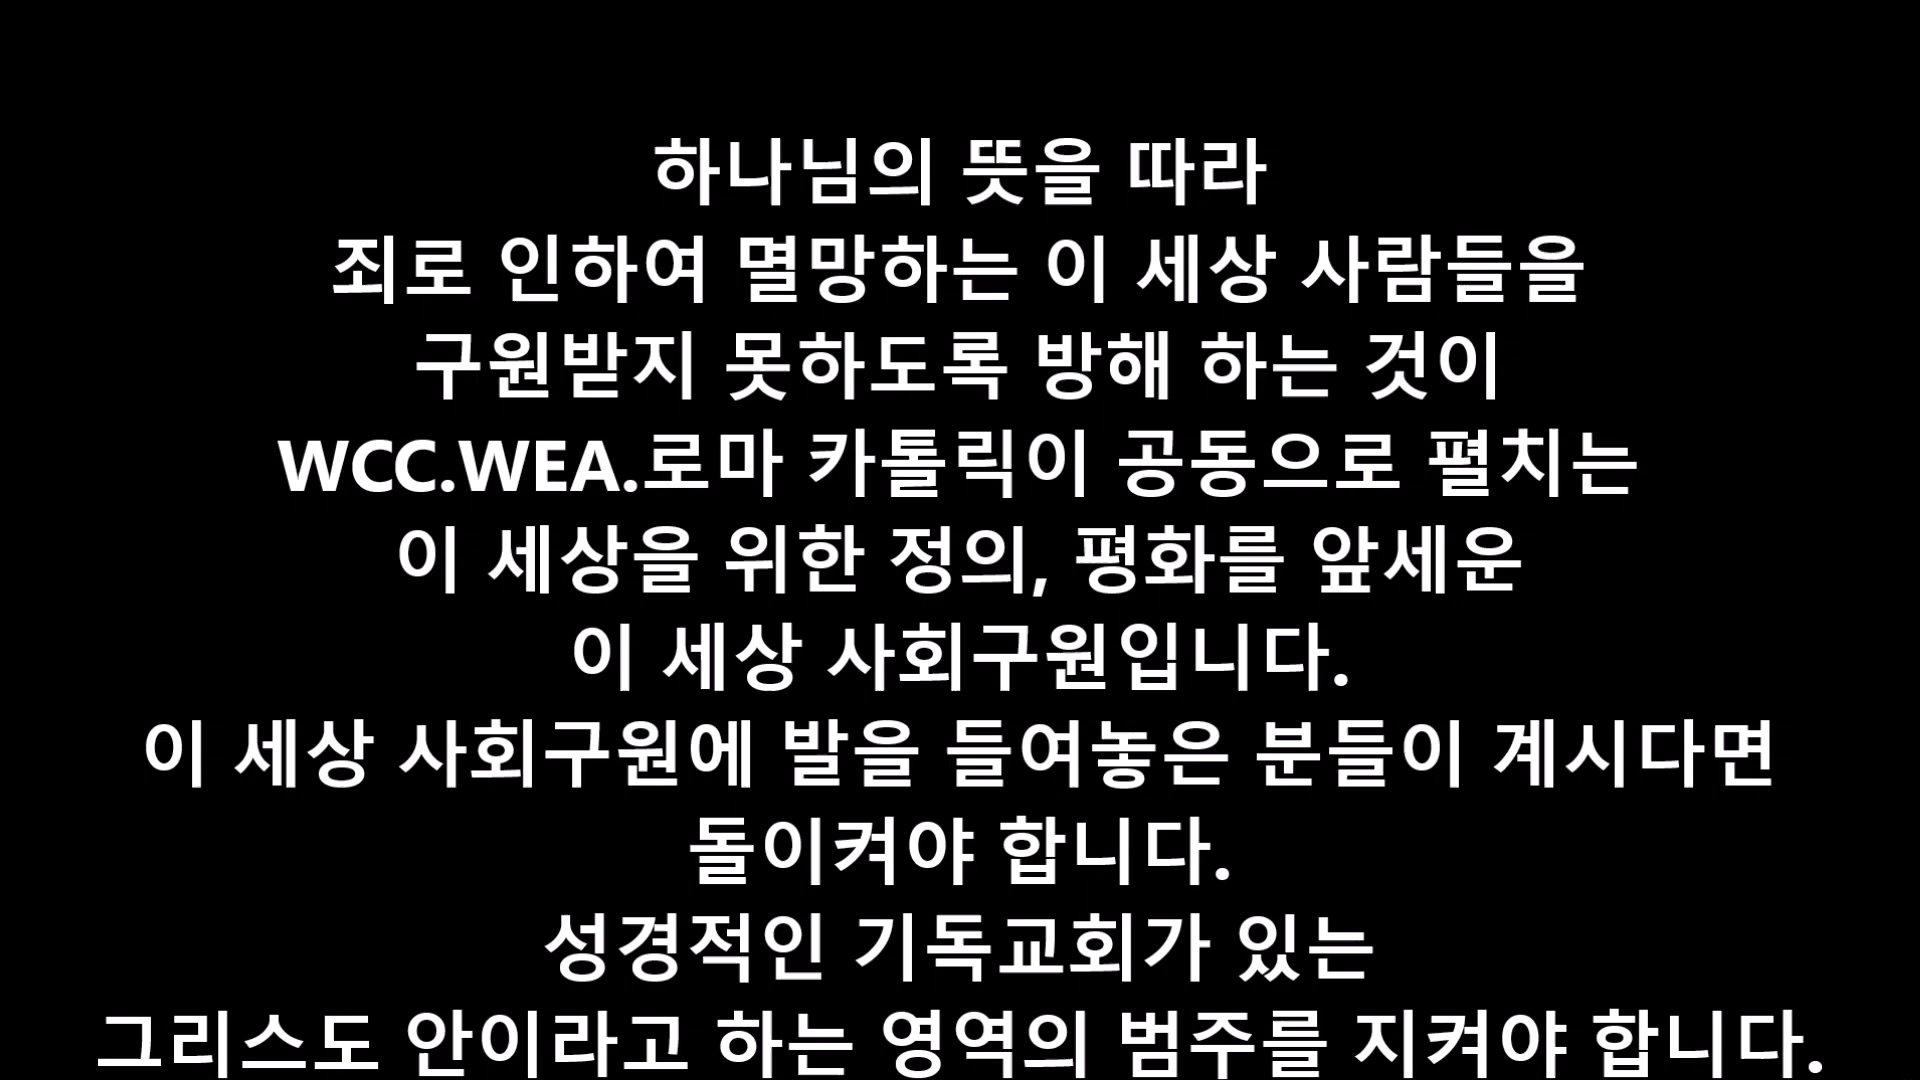 하나님의 뜻을 따라
죄로 인하여 멸망하는 이 세상 사람들을
구원받지 못하도록 방해 하는 것이
WCC.WEA.로마 카톨릭이 공동으로 펼치는
이 세상을 위한 정의, 평화를 앞세운
이 세상 사회구원입니다.
이 세상 사회구원에 발을 들여놓은 분들이 계시다면
돌이켜야 합니다.
성경적인 기독교회가 있는
그리스도 안이라고 하는 영역의 범주를 지켜야 합니다.